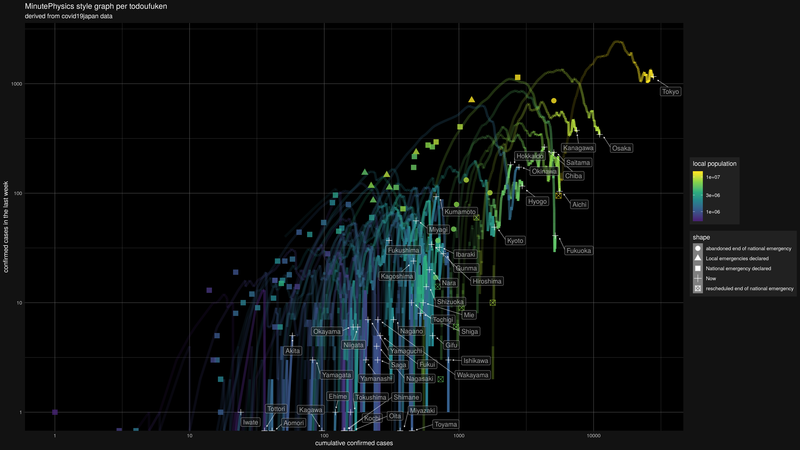 MinutePhysics style graph per todoufuken
derived from covid19japan data
confirmed cases in the last week
1000
100
10
1
Tokyo
Kanagawa
Osaka
Hokkaido
Saitama
Okinawa
Chiba
Hyogo
Aichi
Kumamoto
Miyagi
Kyoto
Fukuoka
Fukushima
Ibaraki
Gunma
Kagoshima
Nara
Hiroshima
Shizuoka
Mie
Tochigi
Okayama
Nagano
Shiga
Niigata
Yamaguchi
Gifu
Akita
Saga
Fukui
Ishikawa
Yamagata
Yamanashi
Nagasaki
Wakayama
Ehime
Tokushima
Shimane
Tottori
Kagawa
Kochi
Oita
Miyazaki
Iwate
Aomori
Toyama
1
10
100
1000
10000
cumulative confirmed cases
local population
1e+07
3e+06
1e+06
shape
abandoned end of national emergency
Local emergencies declared
National emergency declared
Now
rescheduled end of national emergency